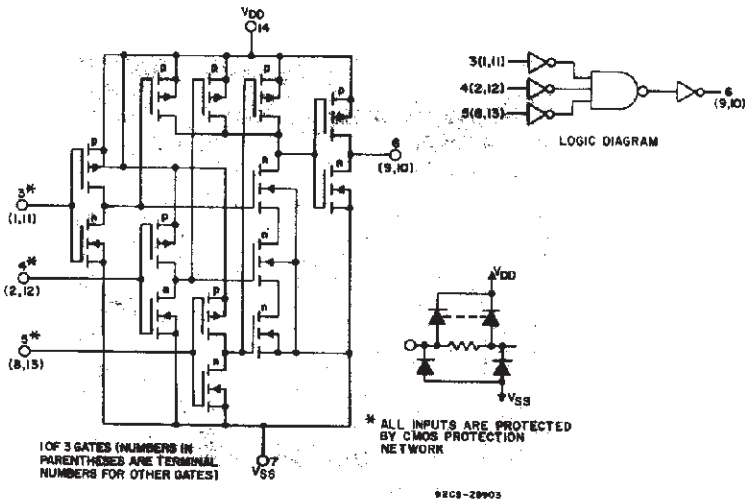 VDD
14
p
p
p
p
6
(9,10)
n
n
p
3*
(1,11)
n
p
n
4*
(2,12)
n
n
p
5*
(8,13)
n
1 OF 3 GATES (NUMBERS IN
PARENTHESES ARE TERMINAL
NUMBERS FOR OTHER GATES)
7
VSS
3(1,11)
4(2,12)
5(8,13)
6
(9,10)
LOGIC DIAGRAM
VDD
VSS
* ALL INPUTS ARE PROTECTED
BY CMOS PROTECTION
NETWORK
92CS-28903